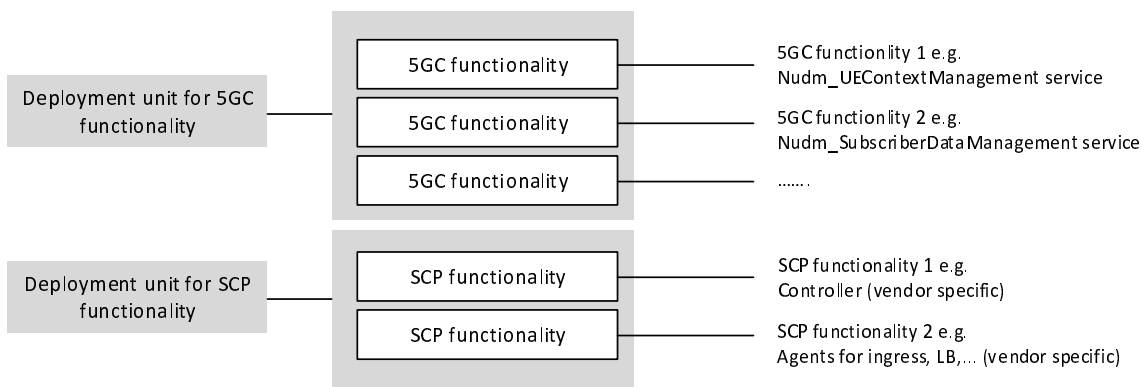 Deployment unit for 5GC
functionality
5GC functionality
5GC functionality
5GC functionality
5GC functionlity 1 e.g.
Nudm_UEContextManagement service
5GC functionlity 2 e.g.
Nudm_SubscriberDataManagement service
.......
Deployment unit for SCP
functionality
SCP functionality
SCP functionality
SCP functionality 1 e.g.
Controller (vendor specific)
SCP functionality 2 e.g.
Agents for ingress, LB,... (vendor specific)